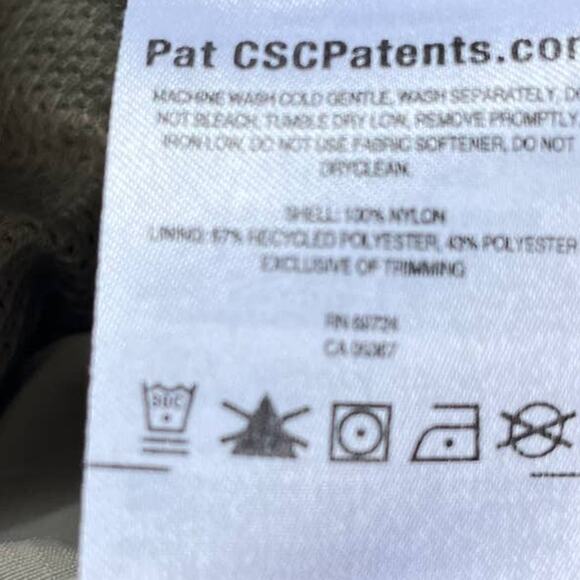 Pat CSCPatents.com
MACHINE WASH COLD GENTLE, WASH SEPARATELY, DO
NOT BLEACH, TUMBLE DRY LOW, REMOVE PROMPTLY,
IRON LOW, DO NOT USE FABRIC SOFTENER, DO NOT
DRYCLEAN.
SHELL: 100% NYLON
LINING: 57% RECYCLED POLYESTER, 43% POLYESTER
EXCLUSIVE OF TRIMMING
RN 69724
CA 05367
30C